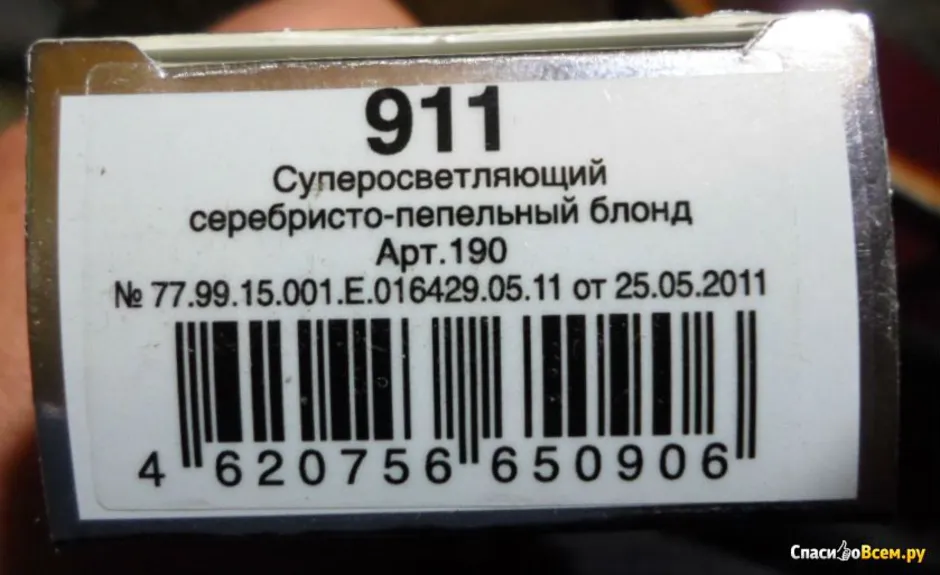 911
Суперосветляющий
серебристо-пепельный блонд
Арт.190
№ 77.99.15.001.Е.016429.05.11 от 25.05.2011
4 620756 650906
СпасибоВсем.ру